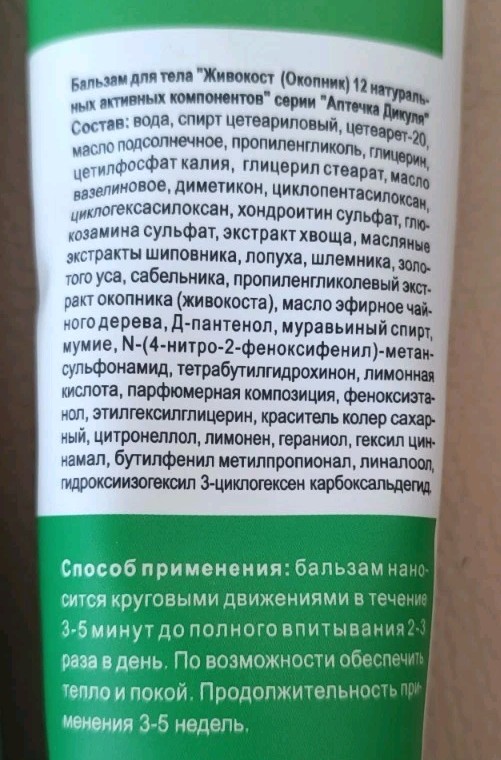 Бальзам для тела "Живокост (Окопник) 12 натураль-
ных активных компонентов" серии "Аптечка Дикуля"
Состав: вода, спирт цетеариловый, цетеарет-20,
масло подсолнечное, пропиленгликоль, глицерин,
цетилфосфат калия, глицерил стеарат, масло
вазелиновое, диметикон, циклопентасилоксан,
циклогексасилоксан, хондроитин сульфат, глю-
козамина сульфат, экстракт хвоща, масляные
экстракты шиповника, лопуха, шлемника, золо-
того уса, сабельника, пропиленгликолевый экст-
ракт окопника (живокоста), масло эфирное чай-
ного дерева, Д-пантенол, муравьиный спирт,
мумие, N-(4-нитро-2-феноксифенил)-метан-
сульфонамид, тетрабутилгидрохинон, лимонная
кислота, парфюмерная композиция, феноксиэта-
нол, этилгексилглицерин, краситель колер сахар-
ный, цитронеллол, лимонен, гераниол, гексил цин-
намал, бутилфенил метилпропионал, линалоол,
гидроксиизогексил 3-циклогексен карбоксальдегид.
Способ применения: бальзам нано-
сится круговыми движениями в течение
3-5 минут до полного впитывания 2-3
раза в день. По возможности обеспечить
тепло и покой. Продолжительность при-
менения 3-5 недель.